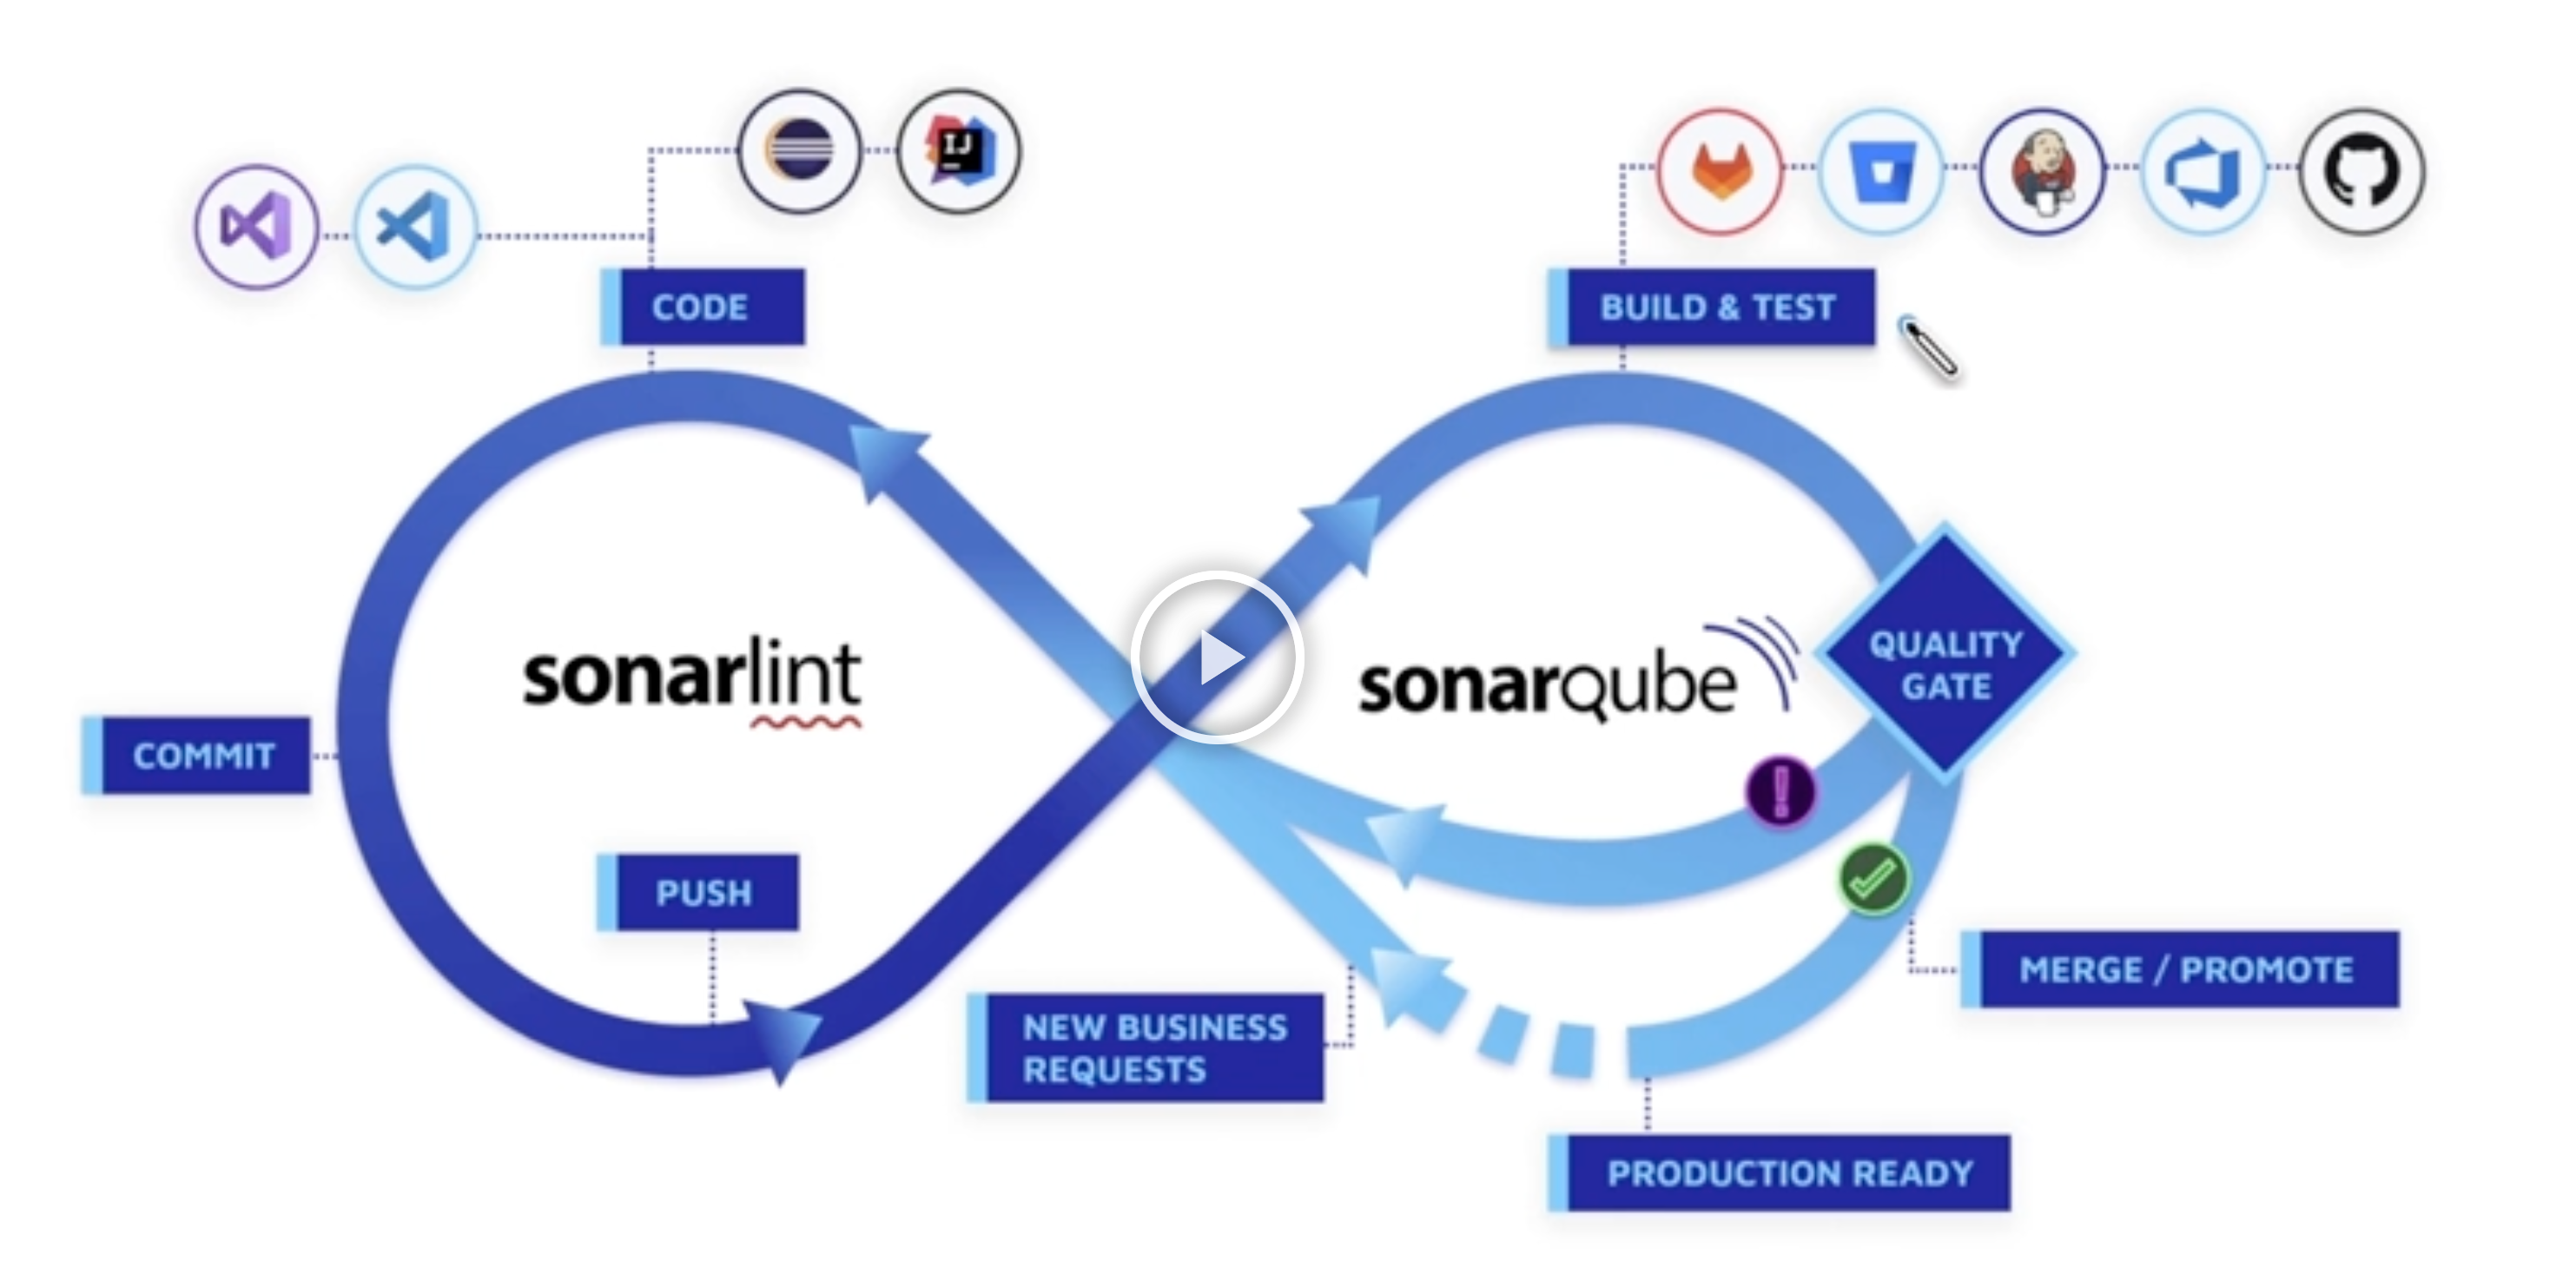 IJ
CODE
BUILD & TEST
sonarlint
sonarqube
QUALITY
GATE
COMMIT
PUSH
MERGE / PROMOTE
NEW BUSINESS
REQUESTS
PRODUCTION READY